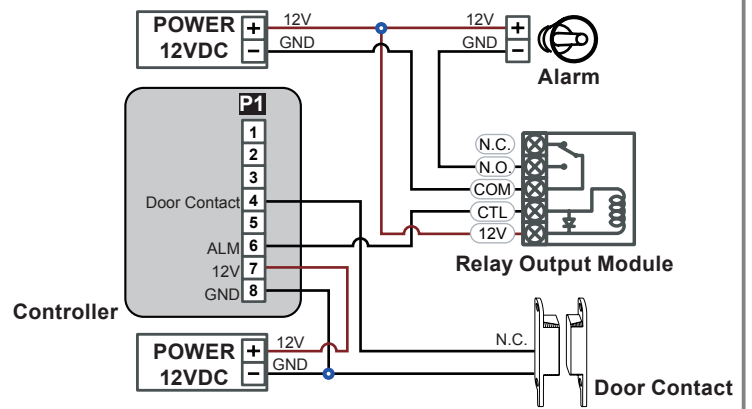 POWER + 12V
12VDC - GND
12V +
GND -
Alarm
P1
1
2
3
Door Contact 4
5
ALM 6
12V 7
GND 8
Controller
N.C.
N.O.
COM
CTL
12V
Relay Output Module
POWER + 12V
12VDC - GND
N.C.
Door Contact